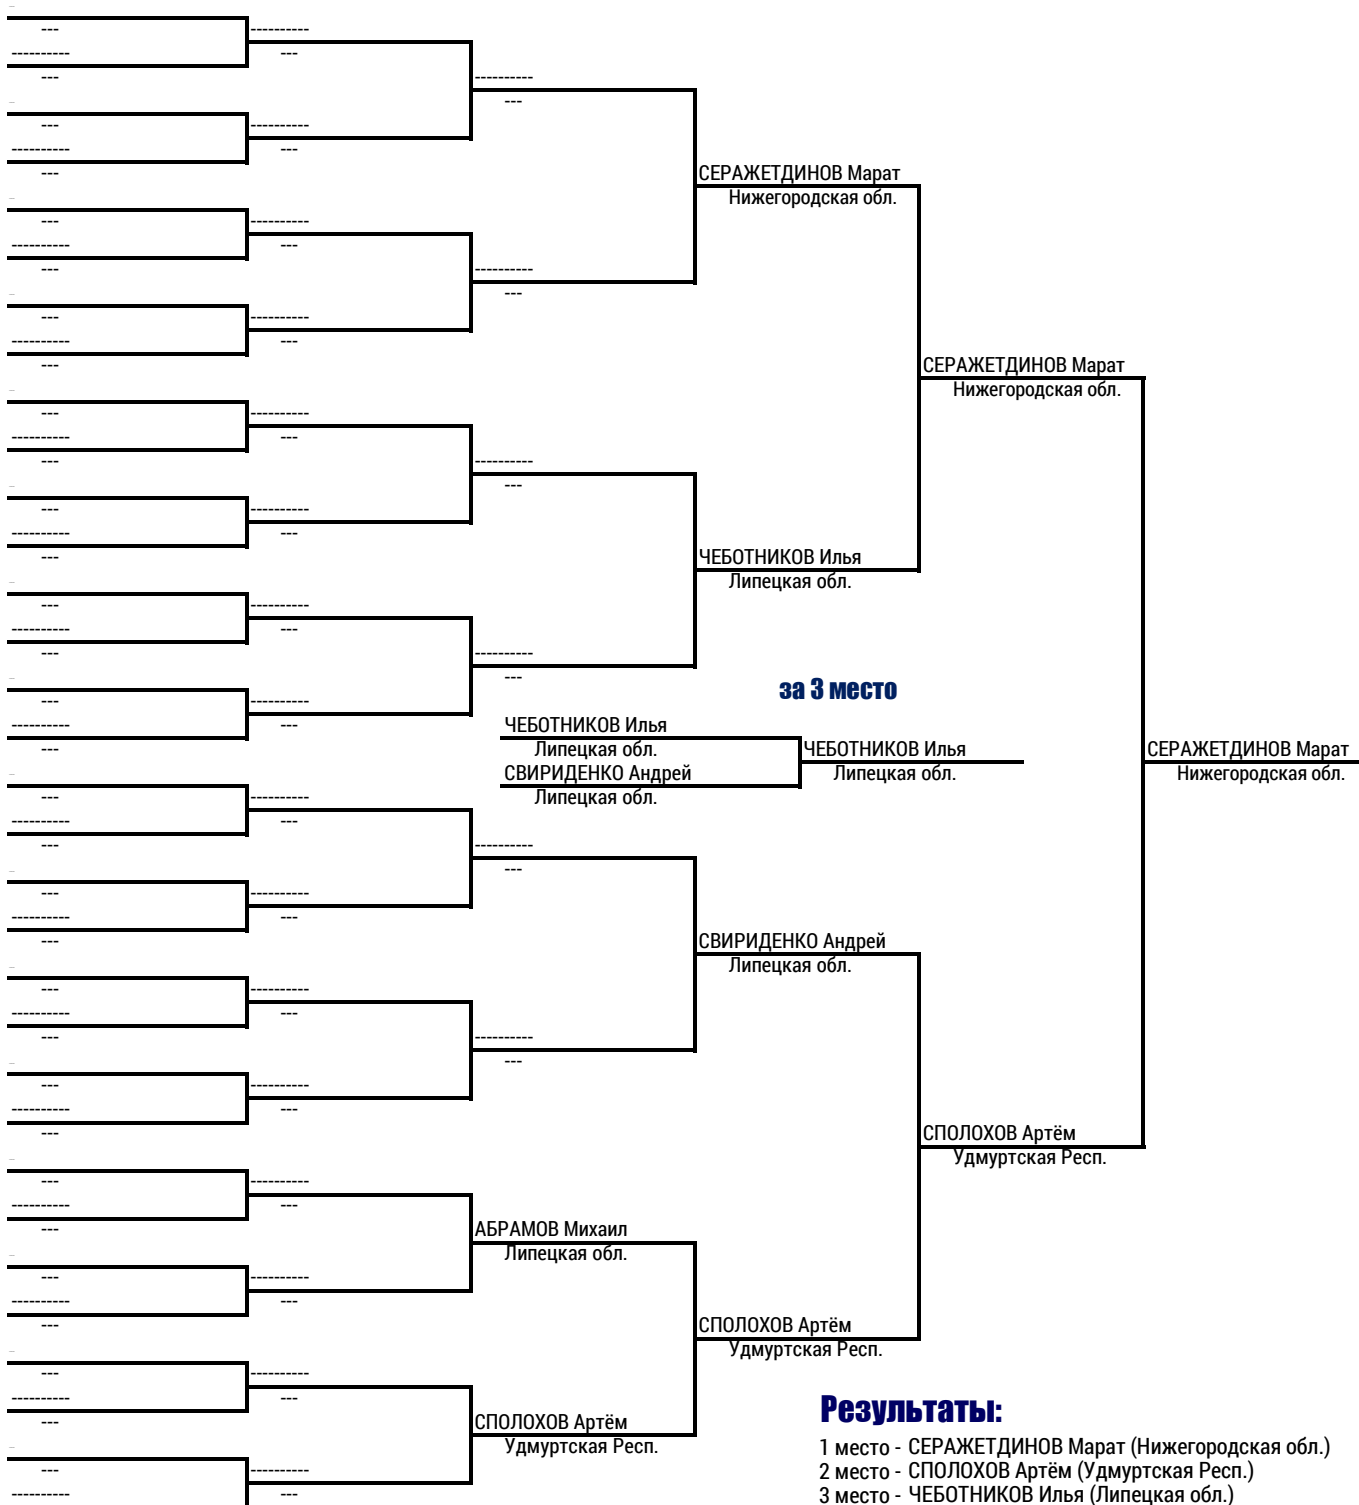 СЕРАЖЕТДИНОВ Марат
Нижегородская обл.
СЕРАЖЕТДИНОВ Марат
Нижегородская обл.
ЧЕБОТНИКОВ Илья
Липецкая обл.
за 3 место
ЧЕБОТНИКОВ Илья
Липецкая обл.
СВИРИДЕНКО Андрей
Липецкая обл.
ЧЕБОТНИКОВ Илья
Липецкая обл.
СЕРАЖЕТДИНОВ Марат
Нижегородская обл.
СВИРИДЕНКО Андрей
Липецкая обл.
СПОЛОХОВ Артём
Удмуртская Респ.
АБРАМОВ Михаил
Липецкая обл.
СПОЛОХОВ Артём
Удмуртская Респ.
СПОЛОХОВ Артём
Удмуртская Респ.
Результаты:
1 место - СЕРАЖЕТДИНОВ Марат (Нижегородская обл.)
2 место - СПОЛОХОВ Артём (Удмуртская Респ.)
3 место - ЧЕБОТНИКОВ Илья (Липецкая обл.)